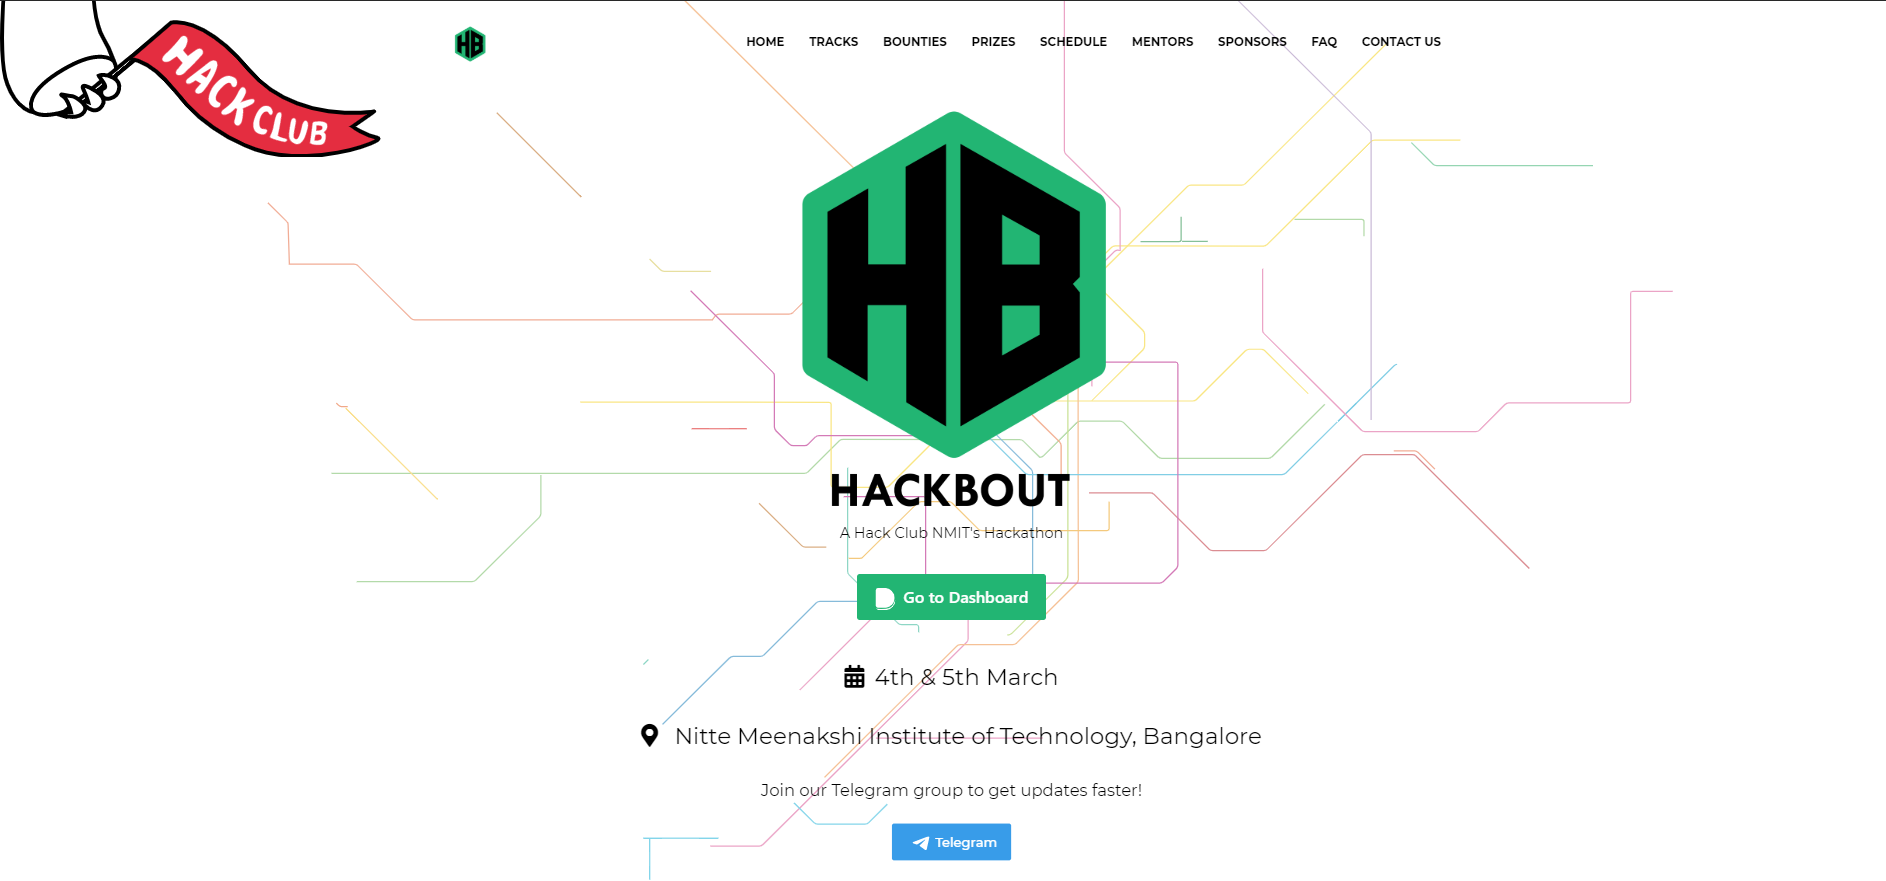 HACK CLUB
HB
HOME TRACKS BOUNTIES PRIZES SCHEDULE MENTORS SPONSORS FAQ CONTACT US
HB
HACKBOUT
A Hack Club NMIT's Hackathon
Go to Dashboard
4th & 5th March
Nitte Meenakshi Institute of Technology, Bangalore
Join our Telegram group to get updates faster!
Telegram